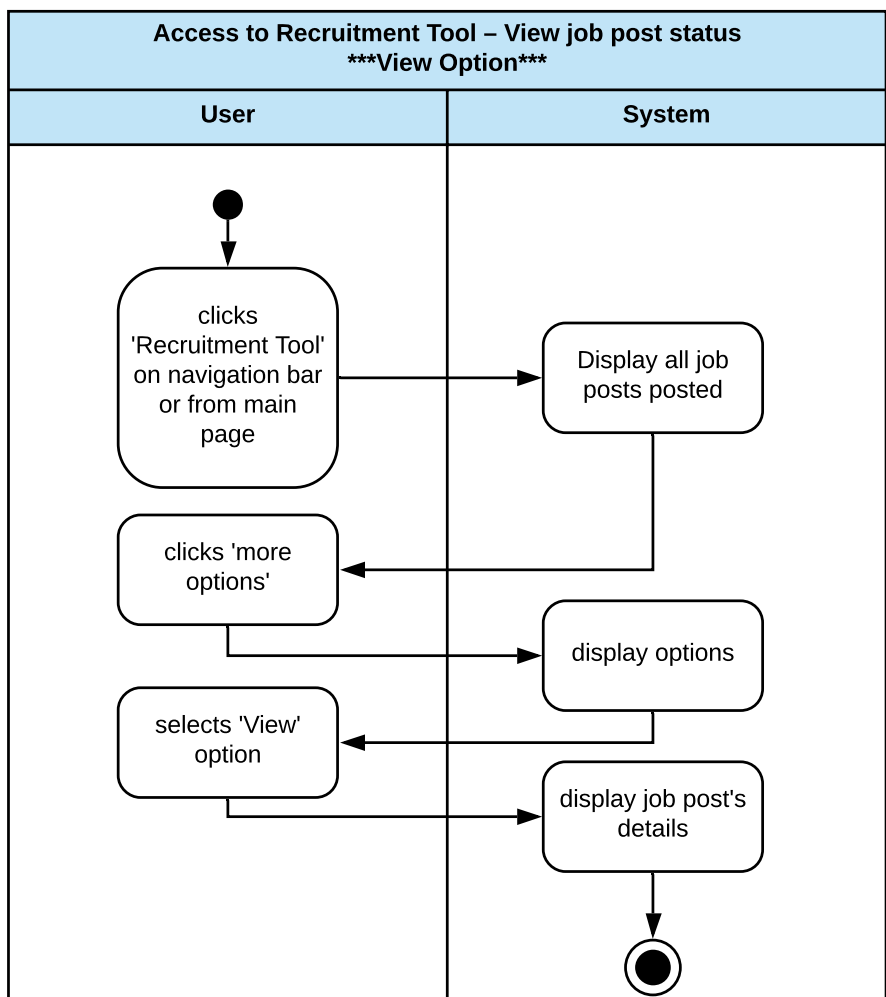 Access to Recruitment Tool – View job post status
***View Option***
User
System
clicks
'Recruitment Tool'
on navigation bar
or from main
page
Display all job
posts posted
clicks 'more
options'
display options
selects 'View'
option
display job post's
details